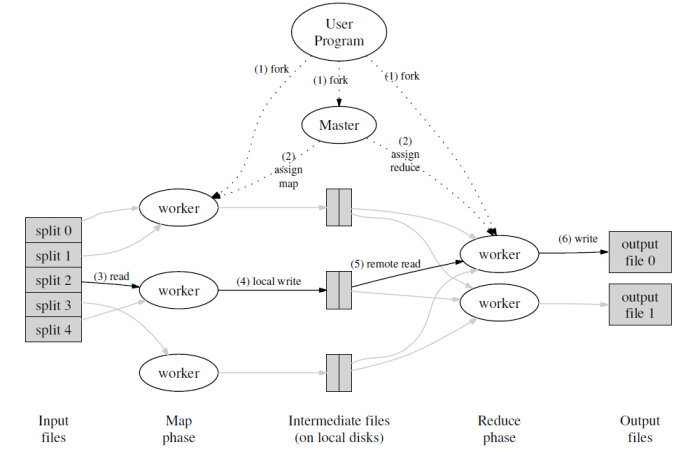 User
Program
(1) fork
(1) fork
(1) fork
Master
(2)
assign
map
(2)
assign
reduce
worker
split 0
split 1
split 2
split 3
split 4
(3) read
worker
(4) local write
(5) remote read
worker
(6) write
output
file 0
worker
output
file 1
worker
Input
files
Map
phase
Intermediate files
(on local disks)
Reduce
phase
Output
files